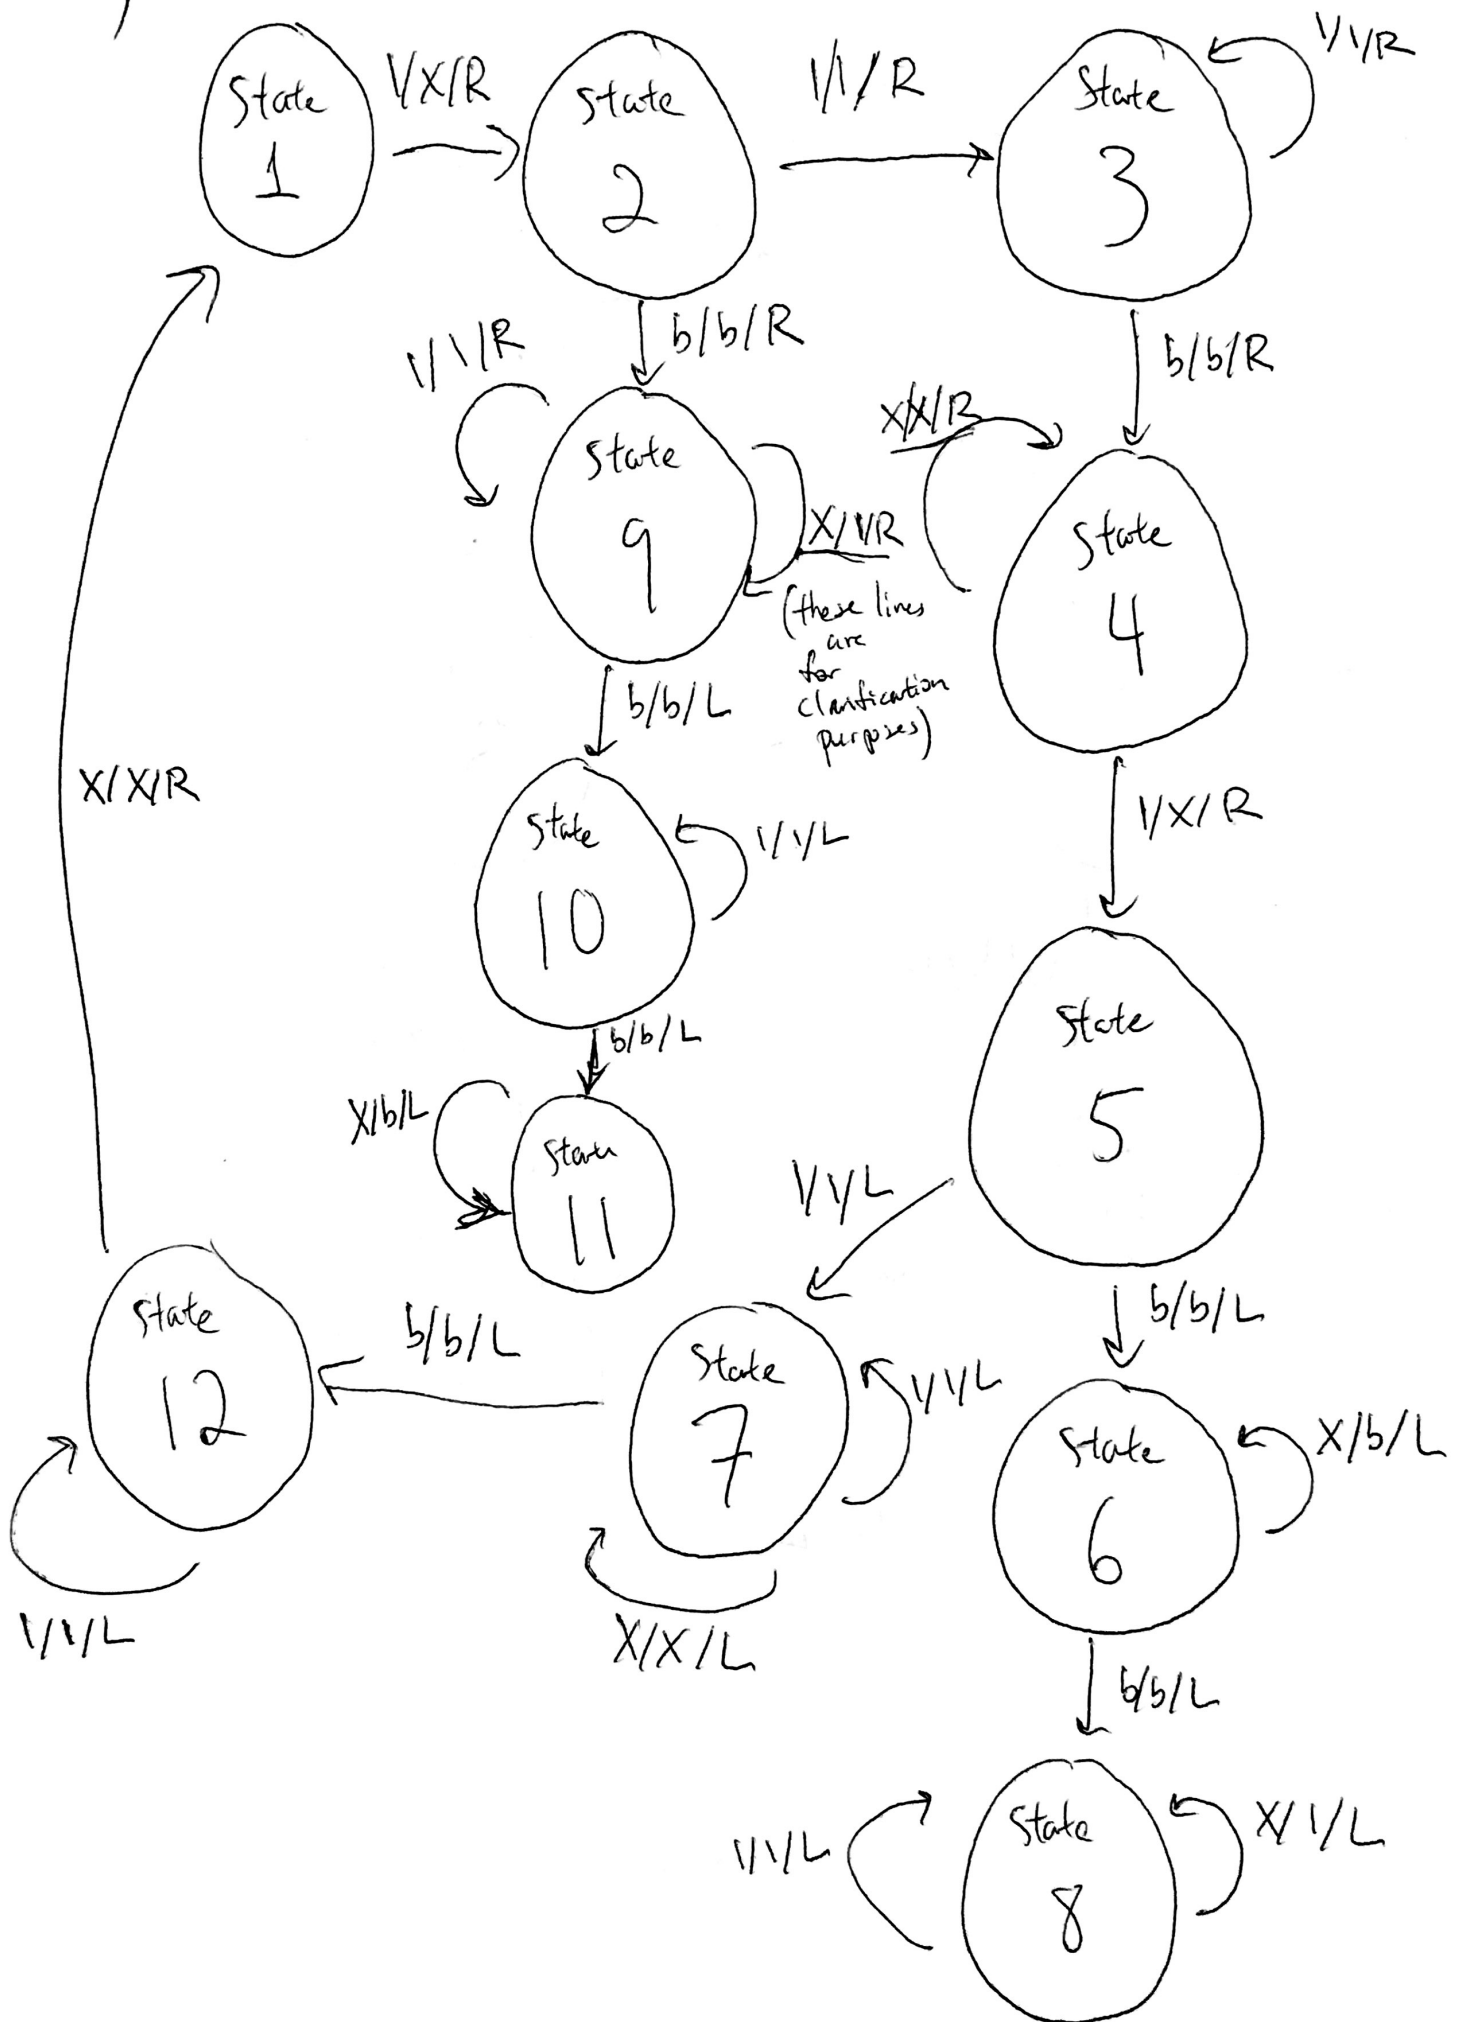 )
State
1
1/X/R
State
2
1/1/R
State
3
1/1/R
b/b/R
b/b/R
1/1/R
X/X/R
State
9
X/1/R
(these lines
are
for
clarification
purposes)
State
4
b/b/L
X/X/R
1/X/R
State
10
1/1/L
State
5
b/b/L
X/b/L
State
11
1/1/L
b/b/L
State
12
b/b/L
State
7
1/1/L
State
6
X/b/L
1/1/L
X/X/L
b/b/L
State
8
1/1/L
X/1/L